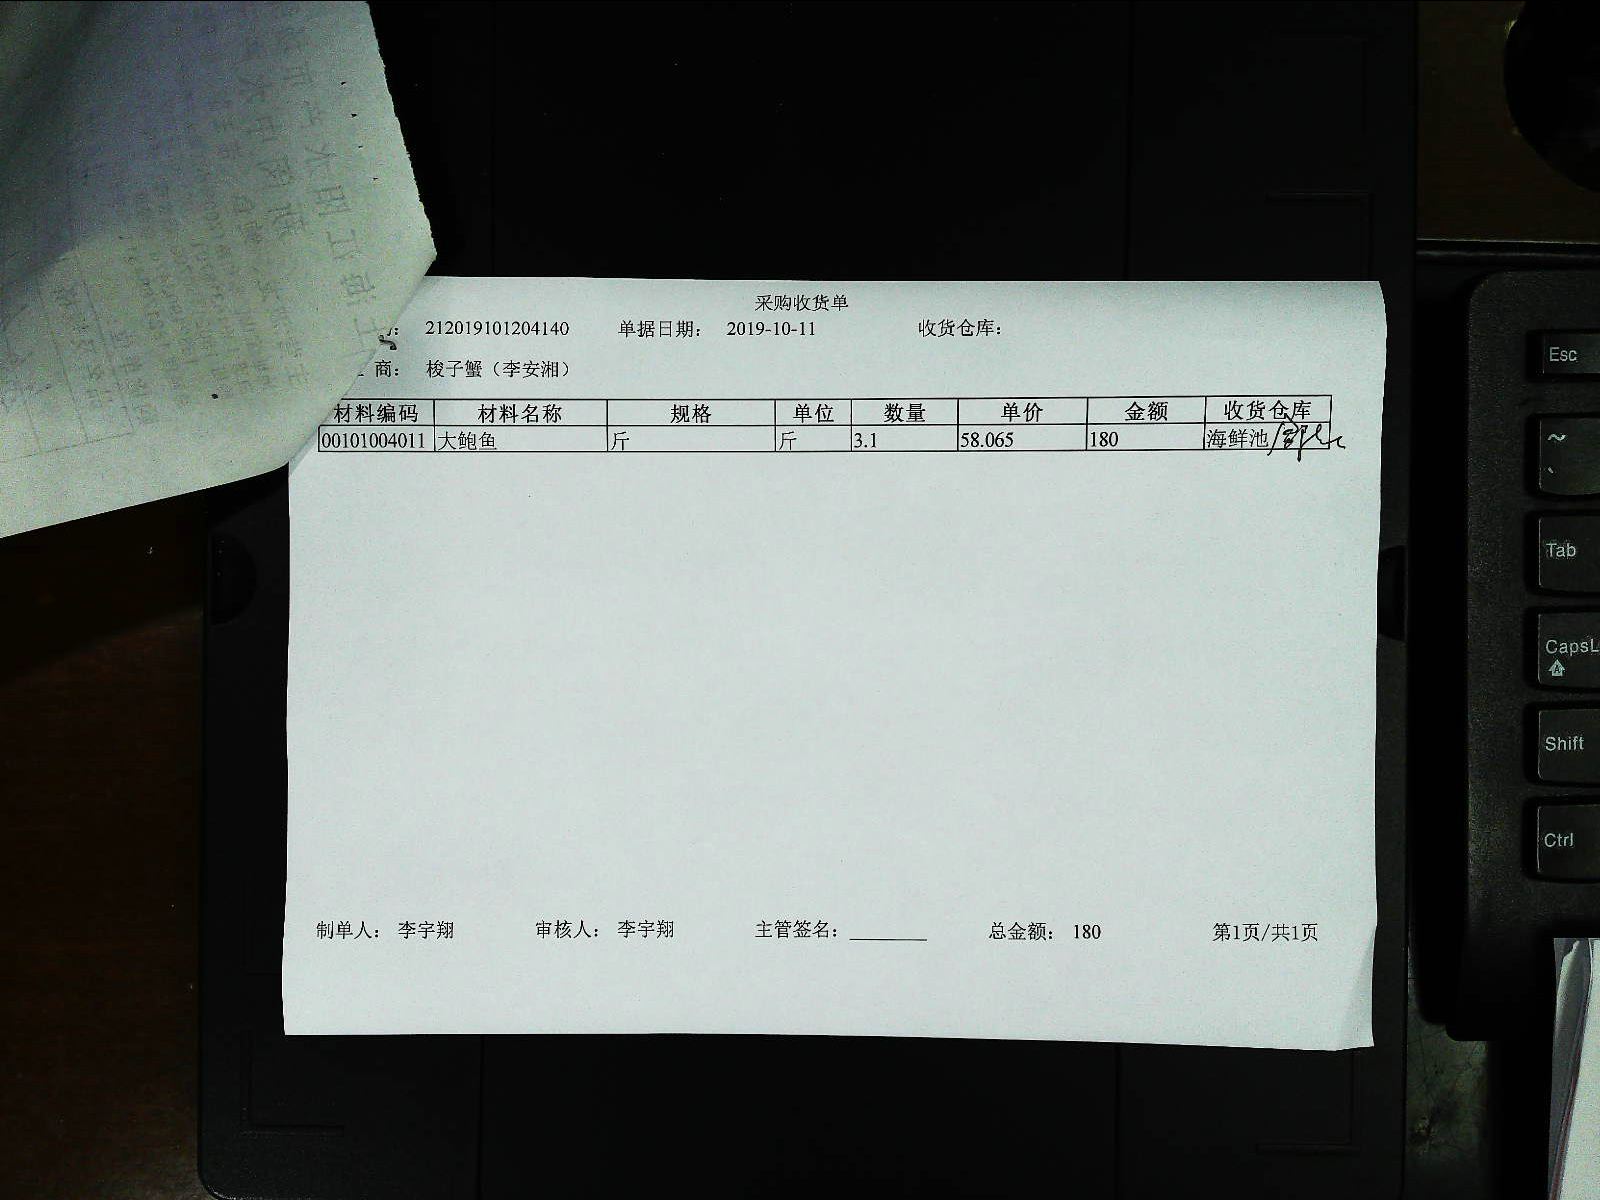 采购收货单
212019101204140 单据日期: 2019-10-11 收货仓库:
商: 梭子蟹（李安湘）
材料编码 材料名称 规格 单位 数量 单价 金额 收货仓库
00101004011 大鲍鱼 斤 斤 3.1 58.065 180 海鲜池
制单人: 李宇翔 审核人: 李宇翔 主管签名: 总金额: 180 第1页/共1页
Esc
~
`
Tab
CapsL
Shift
Ctrl